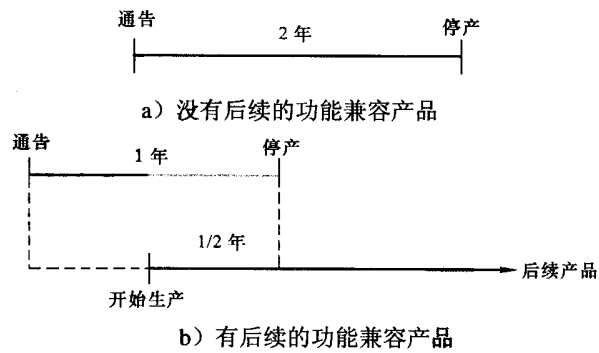 通告
2 年
停产
a）没有后续的功能兼容产品
通告
1 年
停产
1/2 年
后续产品
开始生产
b）有后续的功能兼容产品